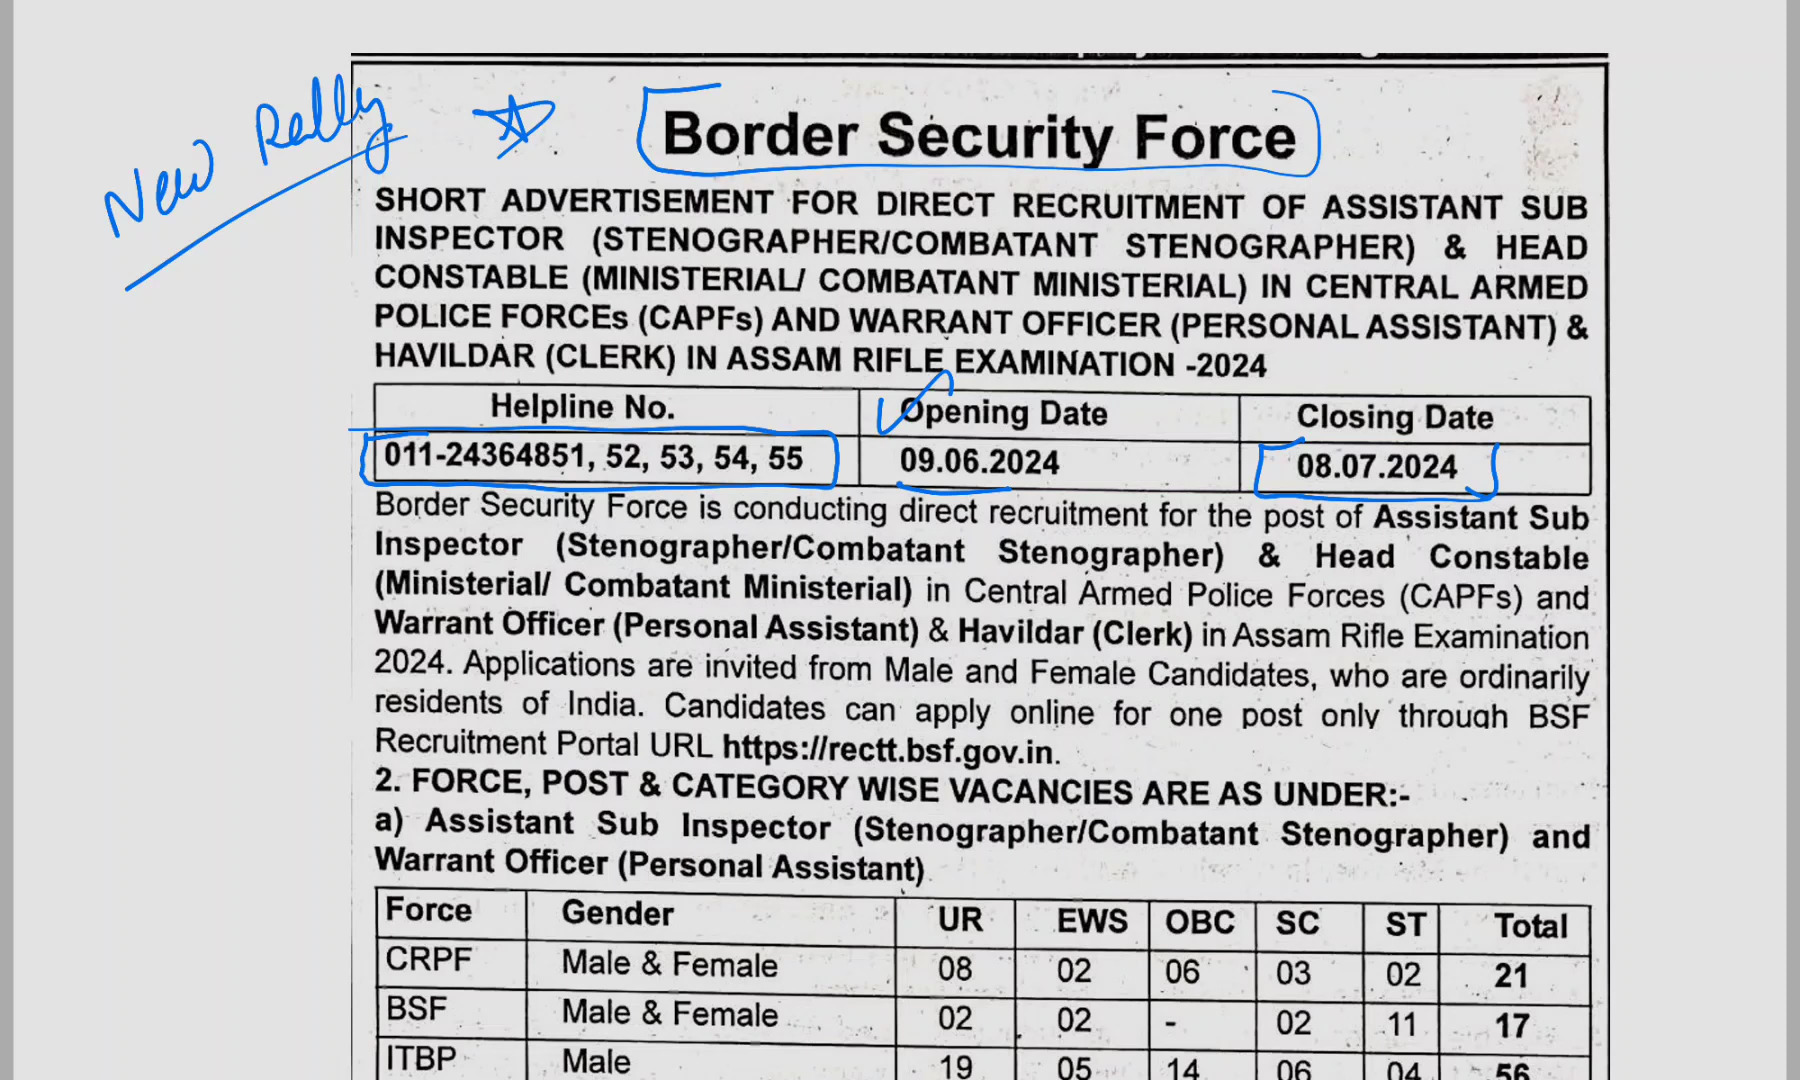 New Rally
Border Security Force
SHORT ADVERTISEMENT FOR DIRECT RECRUITMENT OF ASSISTANT SUB
INSPECTOR (STENOGRAPHER/COMBATANT STENOGRAPHER) & HEAD
CONSTABLE (MINISTERIAL/ COMBATANT MINISTERIAL) IN CENTRAL ARMED
POLICE FORCEs (CAPFs) AND WARRANT OFFICER (PERSONAL ASSISTANT) &
HAVILDAR (CLERK) IN ASSAM RIFLE EXAMINATION -2024
Helpline No. Opening Date Closing Date
011-24364851, 52, 53, 54, 55 09.06.2024 08.07.2024
Border Security Force is conducting direct recruitment for the post of Assistant Sub
Inspector (Stenographer/Combatant Stenographer) & Head Constable
(Ministerial/ Combatant Ministerial) in Central Armed Police Forces (CAPFs) and
Warrant Officer (Personal Assistant) & Havildar (Clerk) in Assam Rifle Examination
2024. Applications are invited from Male and Female Candidates, who are ordinarily
residents of India. Candidates can apply online for one post only through BSF
Recruitment Portal URL https://rectt.bsf.gov.in.
2. FORCE, POST & CATEGORY WISE VACANCIES ARE AS UNDER:-
a) Assistant Sub Inspector (Stenographer/Combatant Stenographer) and
Warrant Officer (Personal Assistant)
Force Gender UR EWS OBC SC ST Total
CRPF Male & Female 08 02 06 03 02 21
BSF Male & Female 02 02 - 02 11 17
ITBP Male 19 05 14 06 04 56